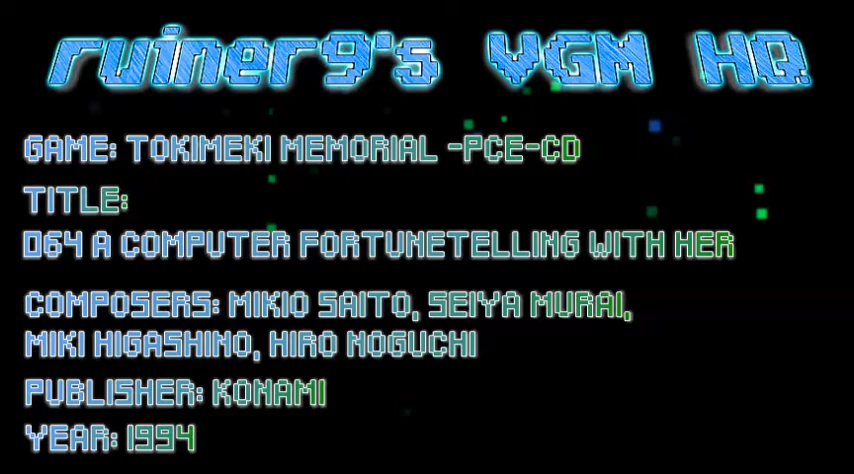 ruiner9's VGM HQ
GAME: TOKIMEKI MEMORIAL -PCE-CD
TITLE:
064 A COMPUTER FORTUNETELLING WITH HER
COMPOSERS: MIKIO SAITO, SEIYA MURAI,
MIKI HIGASHINO, HIRO NOGUCHI
PUBLISHER: KONAMI
YEAR: 1994